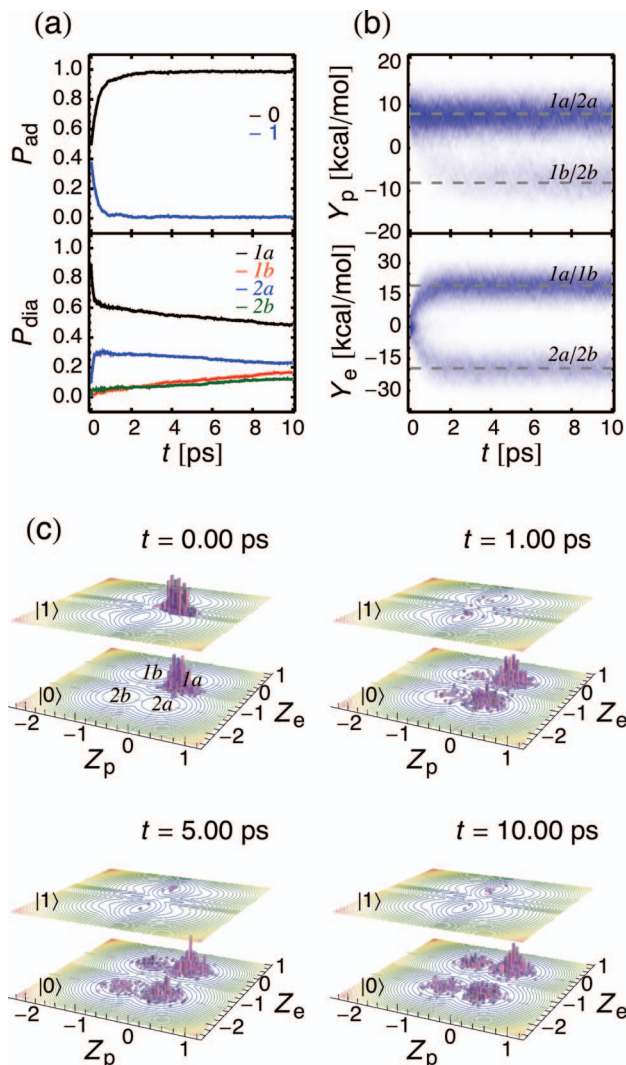 (a)
1.0
0.8
0.6
0.4
0.2
0.0
P_ad
– 0
– 1
1.0
0.8
0.6
0.4
0.2
0.0
P_dia
– 1a
– 1b
– 2a
– 2b
0 2 4 6 8 10
t [ps]
(b)
20
10
0
−10
−20
Y_p [kcal/mol]
1a/2a
1b/2b
30
15
0
−15
−30
Y_e [kcal/mol]
1a/1b
2a/2b
0 2 4 6 8 10
t [ps]
(c)
t = 0.00 ps
|1⟩
|0⟩
1b
1a
2b
2a
−2
−1
0
1
Z_p
−2
−1
0
1
Z_e
t = 1.00 ps
|1⟩
|0⟩
−2
−1
0
1
Z_p
−2
−1
0
1
Z_e
t = 5.00 ps
|1⟩
|0⟩
−2
−1
0
1
Z_p
−2
−1
0
1
Z_e
t = 10.00 ps
|1⟩
|0⟩
−2
−1
0
1
Z_p
−2
−1
0
1
Z_e